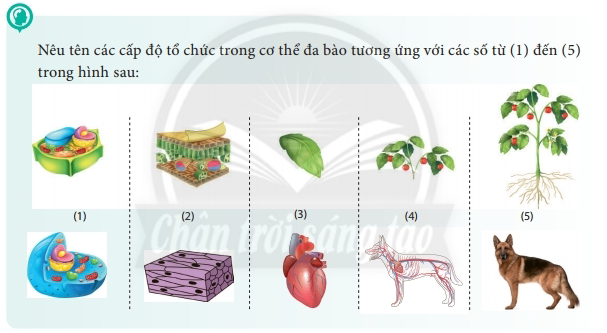 Nêu tên các cấp độ tổ chức trong cơ thể đa bào tương ứng với các số từ (1) đến (5)
trong hình sau:
(1) (2) (3) (4) (5)
Chân trời sáng tạo